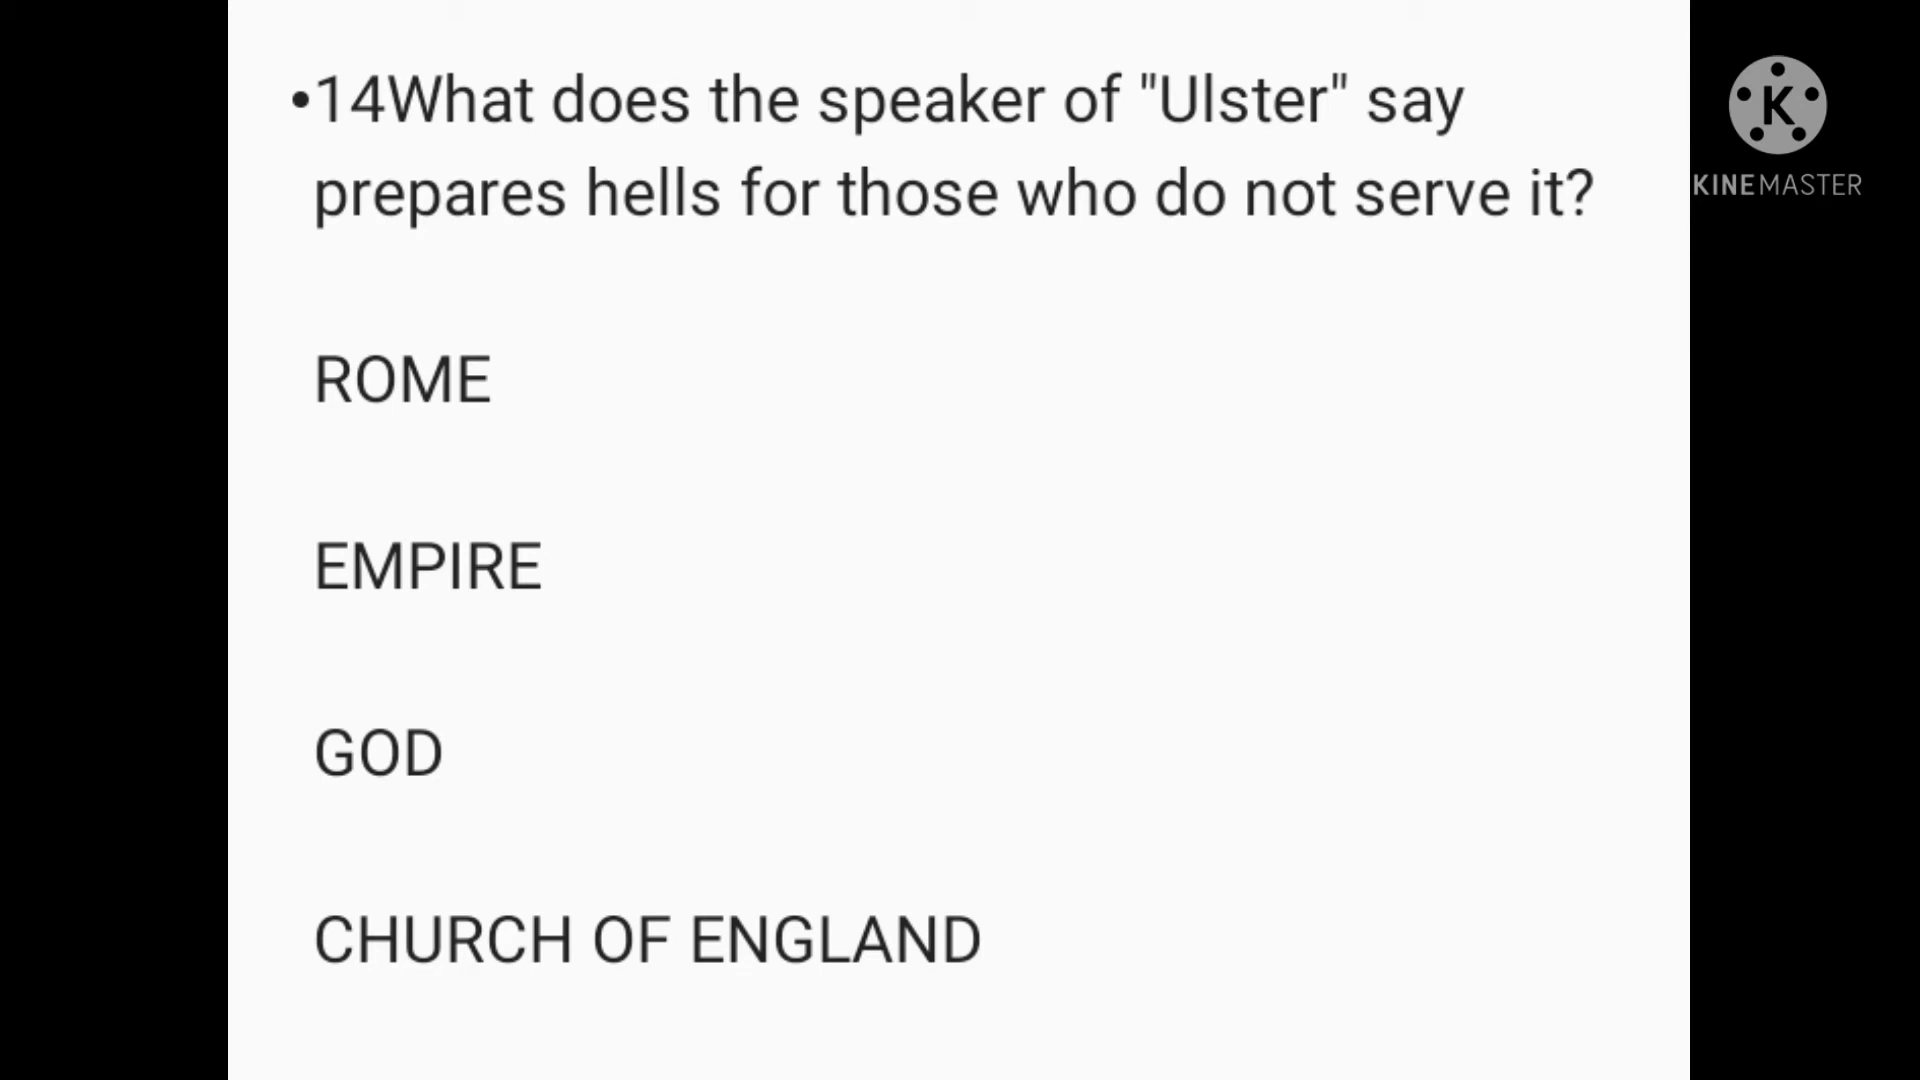 •14What does the speaker of "Ulster" say
prepares hells for those who do not serve it?
ROME
EMPIRE
GOD
CHURCH OF ENGLAND
K
KINEMASTER